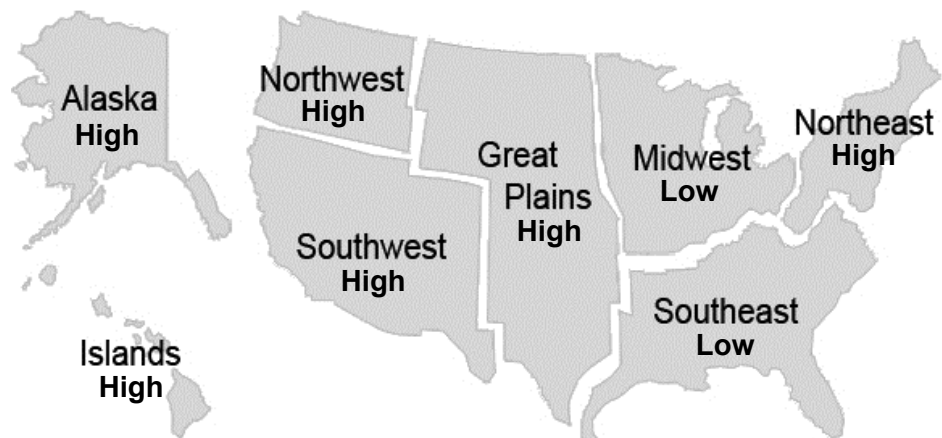 Alaska
High
Northwest
High
Great
Plains
High
Midwest
Low
Northeast
High
Southwest
High
Southeast
Low
Islands
High